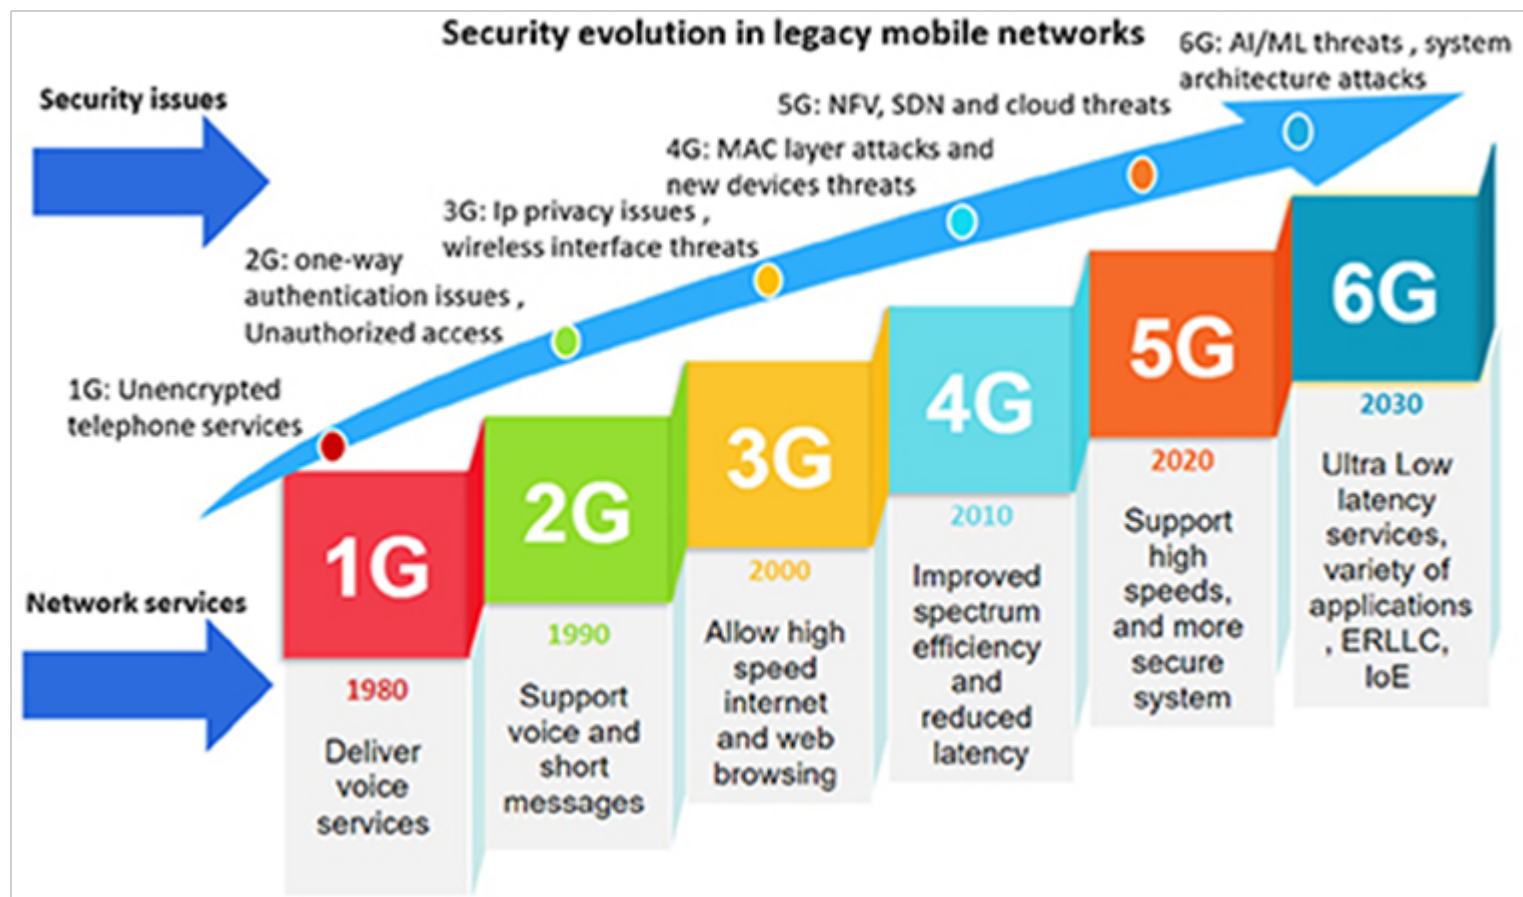 Security evolution in legacy mobile networks
Security issues
6G: AI/ML threats , system
architecture attacks
5G: NFV, SDN and cloud threats
4G: MAC layer attacks and
new devices threats
3G: Ip privacy issues ,
wireless interface threats
2G: one-way
authentication issues ,
Unauthorized access
1G: Unencrypted
telephone services
Network services
1G
1980
Deliver
voice
services
2G
1990
Support
voice and
short
messages
3G
2000
Allow high
speed
internet
and web
browsing
4G
2010
Improved
spectrum
efficiency
and
reduced
latency
5G
2020
Support
high
speeds,
and more
secure
system
6G
2030
Ultra Low
latency
services,
variety of
applications
, ERLLC,
IoE